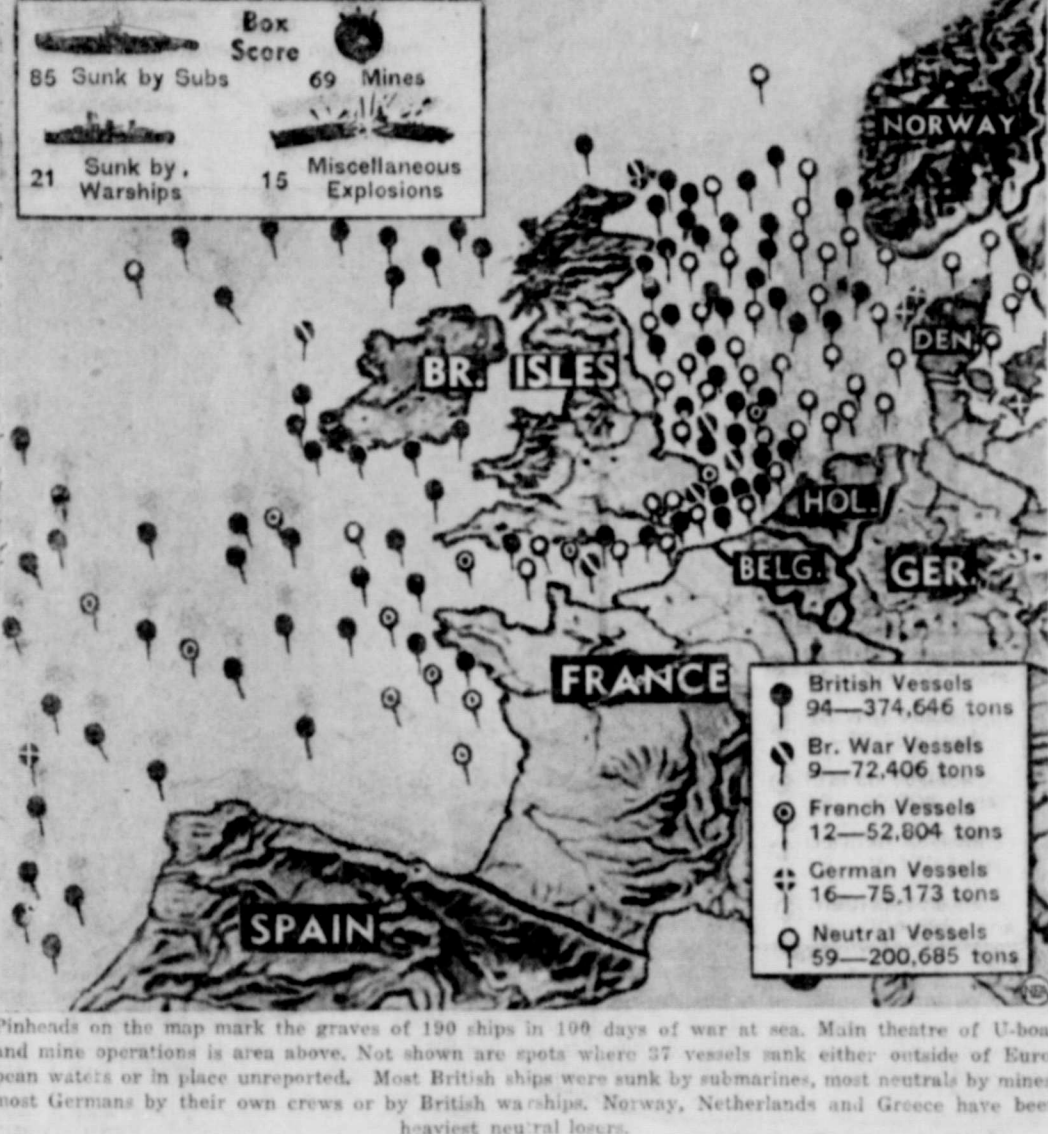 Box
Score
85 Sunk by Subs
69 Mines
21 Sunk by
Warships
15 Miscellaneous
Explosions
NORWAY
DEN.
BR. ISLES
HOL.
BELG.
GER.
FRANCE
SPAIN
British Vessels
94—374,646 tons
Br. War Vessels
9—72,406 tons
French Vessels
12—52,804 tons
German Vessels
16—75,173 tons
Neutral Vessels
59—200,685 tons
Pinheads on the map mark the graves of 190 ships in 100 days of war at sea. Main theatre of U-boa
and mine operations is area above. Not shown are spots where 37 vessels sank either outside of Euro
pean waters or in place unreported. Most British ships were sunk by submarines, most neutrals by mines
most Germans by their own crews or by British warships. Norway, Netherlands and Greece have been
heaviest neutral losers.